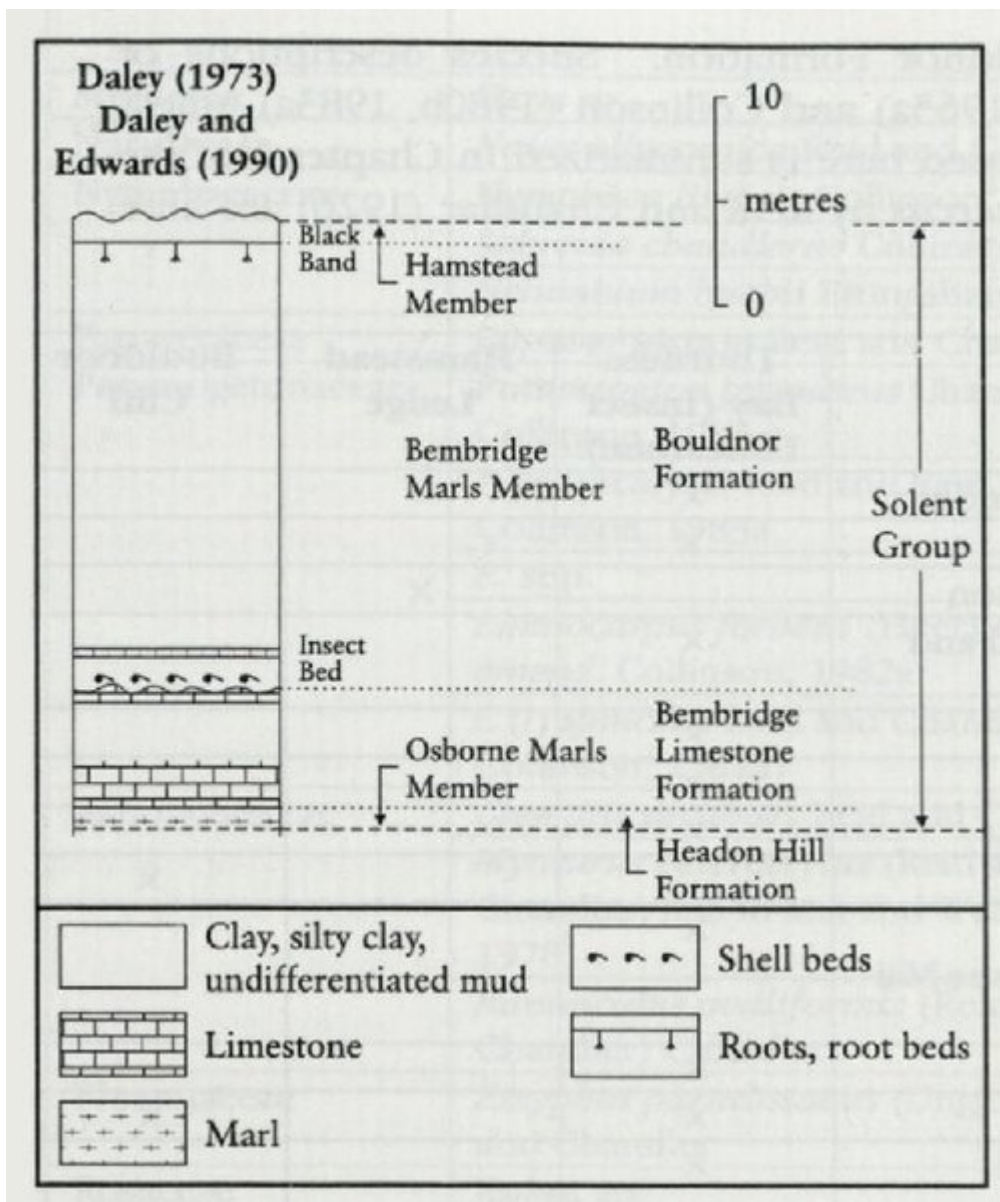 Daley (1973)
Daley and
Edwards (1990)
10
metres
0
Black
Band
Hamstead
Member
Bembridge
Marls Member
Bouldnor
Formation
Solent
Group
Insect
Bed
Osborne Marls
Member
Bembridge
Limestone
Formation
Headon Hill
Formation
Clay, silty clay,
undifferentiated mud
Shell beds
Limestone
Roots, root beds
Marl